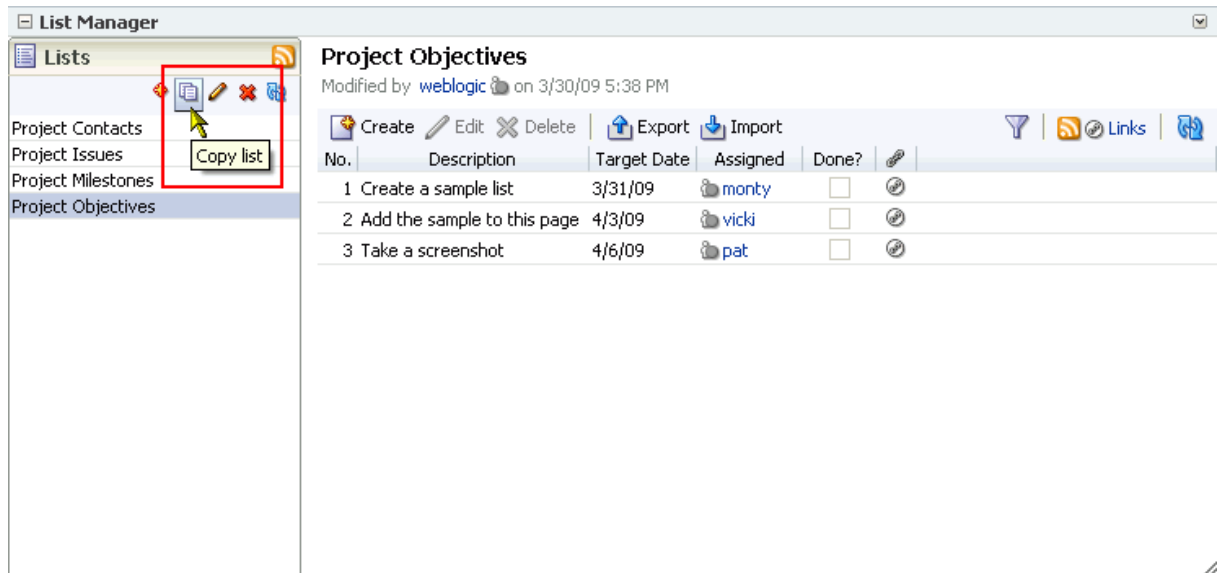 List Manager
Lists
Copy list
Project Contacts
Project Issues
Project Milestones
Project Objectives
Project Objectives
Modified by weblogic on 3/30/09 5:38 PM
Create Edit Delete Export Import Links
No. Description Target Date Assigned Done?
1 Create a sample list 3/31/09 monty
2 Add the sample to this page 4/3/09 vicki
3 Take a screenshot 4/6/09 pat